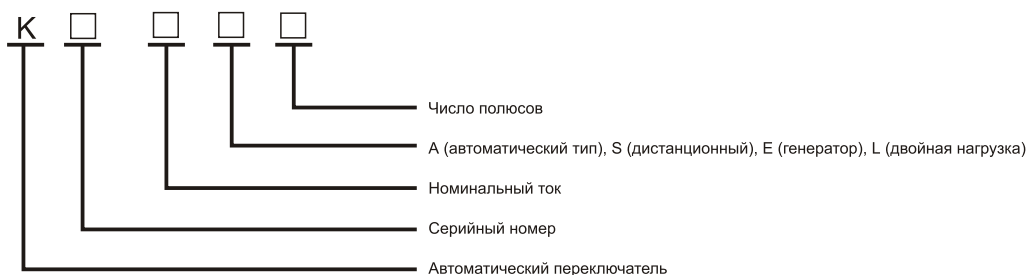 К
Число полюсов
А (автоматический тип), S (дистанционный), Е (генератор), L (двойная нагрузка)
Номинальный ток
Серийный номер
Автоматический переключатель